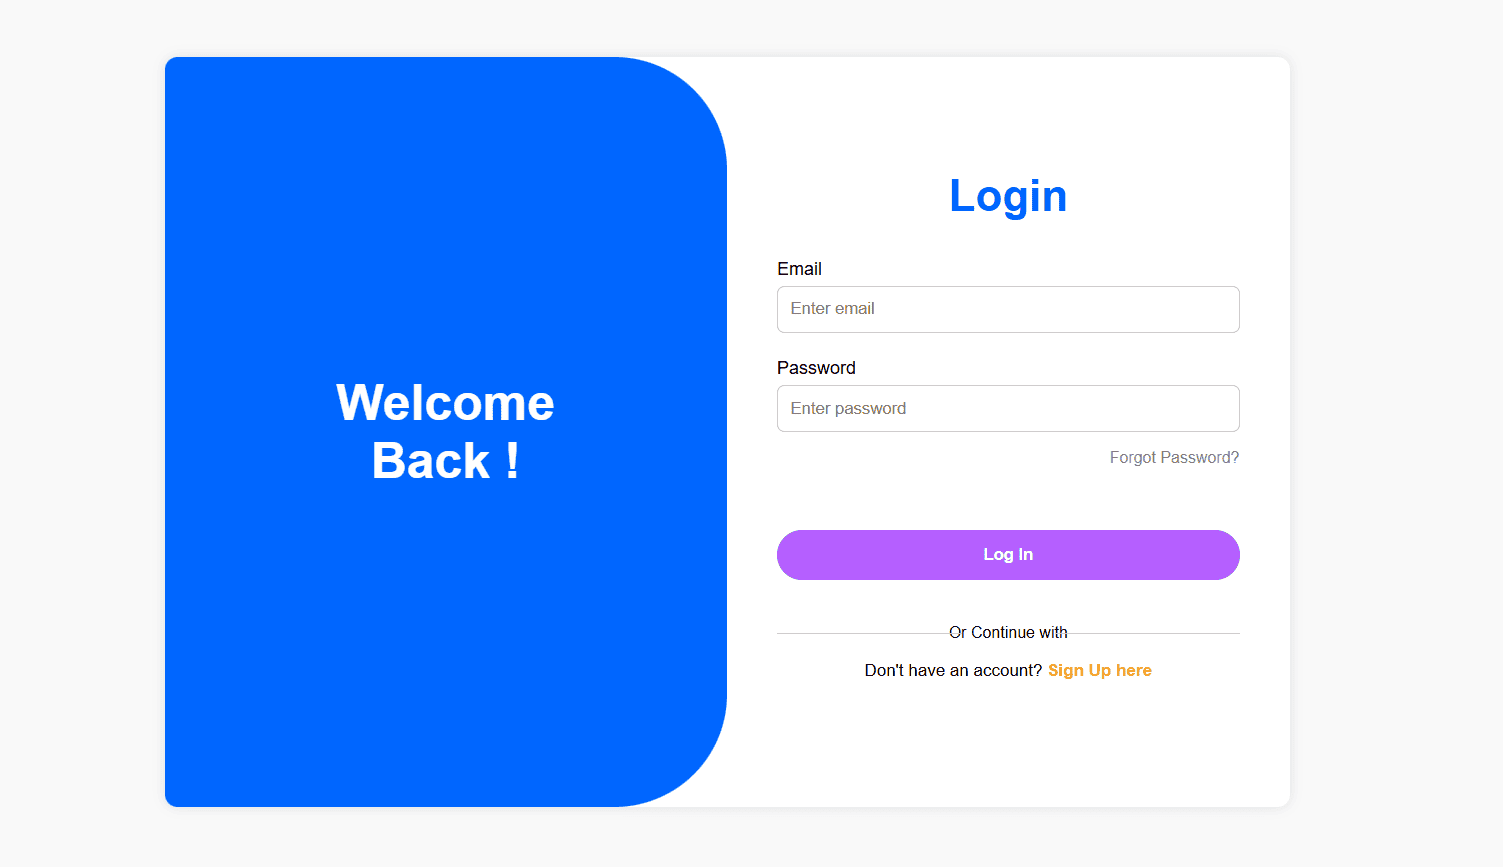 Welcome
Back !
Login
Email
Enter email
Password
Enter password
Forgot Password?
Log In
Or Continue with
Don't have an account? Sign Up here